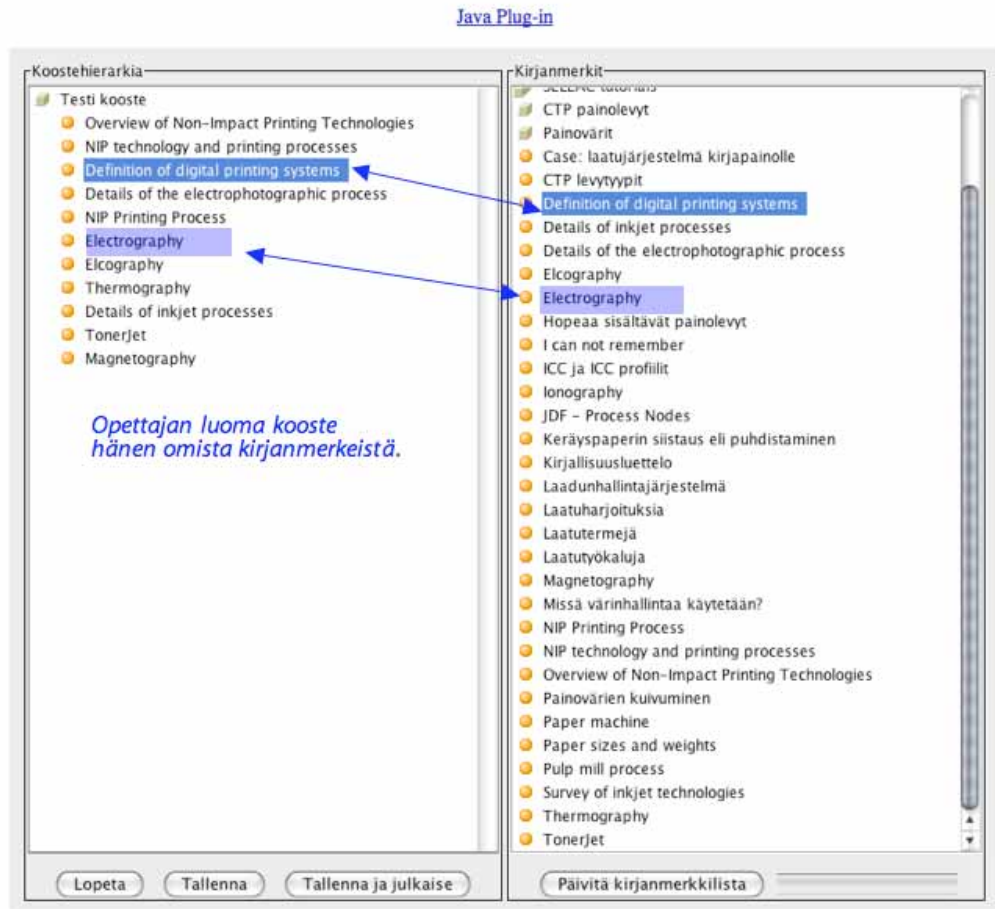 Java Plug-in
Koostehierarkia
Testi kooste
Overview of Non-Impact Printing Technologies
NIP technology and printing processes
Definition of digital printing systems
Details of the electrophotographic process
NIP Printing Process
Electrography
Elcography
Thermography
Details of inkjet processes
TonerJet
Magnetography
Opettajan luoma kooste
hänen omista kirjanmerkeistä.
Lopeta
Tallenna
Tallenna ja julkaise
Kirjanmerkit
CTP painolevyt
Painovärit
Case: laatujärjestelmä kirjapainolle
CTP levytyypit
Definition of digital printing systems
Details of inkjet processes
Details of the electrophotographic process
Elcography
Electrography
Hopeaa sisältävät painolevyt
I can not remember
ICC ja ICC profiilit
Ionography
JDF - Process Nodes
Keräyspaperin siistaus eli puhdistaminen
Kirjallisuusluettelo
Laadunhallintajärjestelmä
Laatuharjoituksia
Laatutermejä
Laatutyökaluja
Magnetography
Missä värinhallintaa käytetään?
NIP Printing Process
NIP technology and printing processes
Overview of Non-Impact Printing Technologies
Painovärien kuivuminen
Paper machine
Paper sizes and weights
Pulp mill process
Survey of inkjet technologies
Thermography
TonerJet
Päivitä kirjanmerkkilista